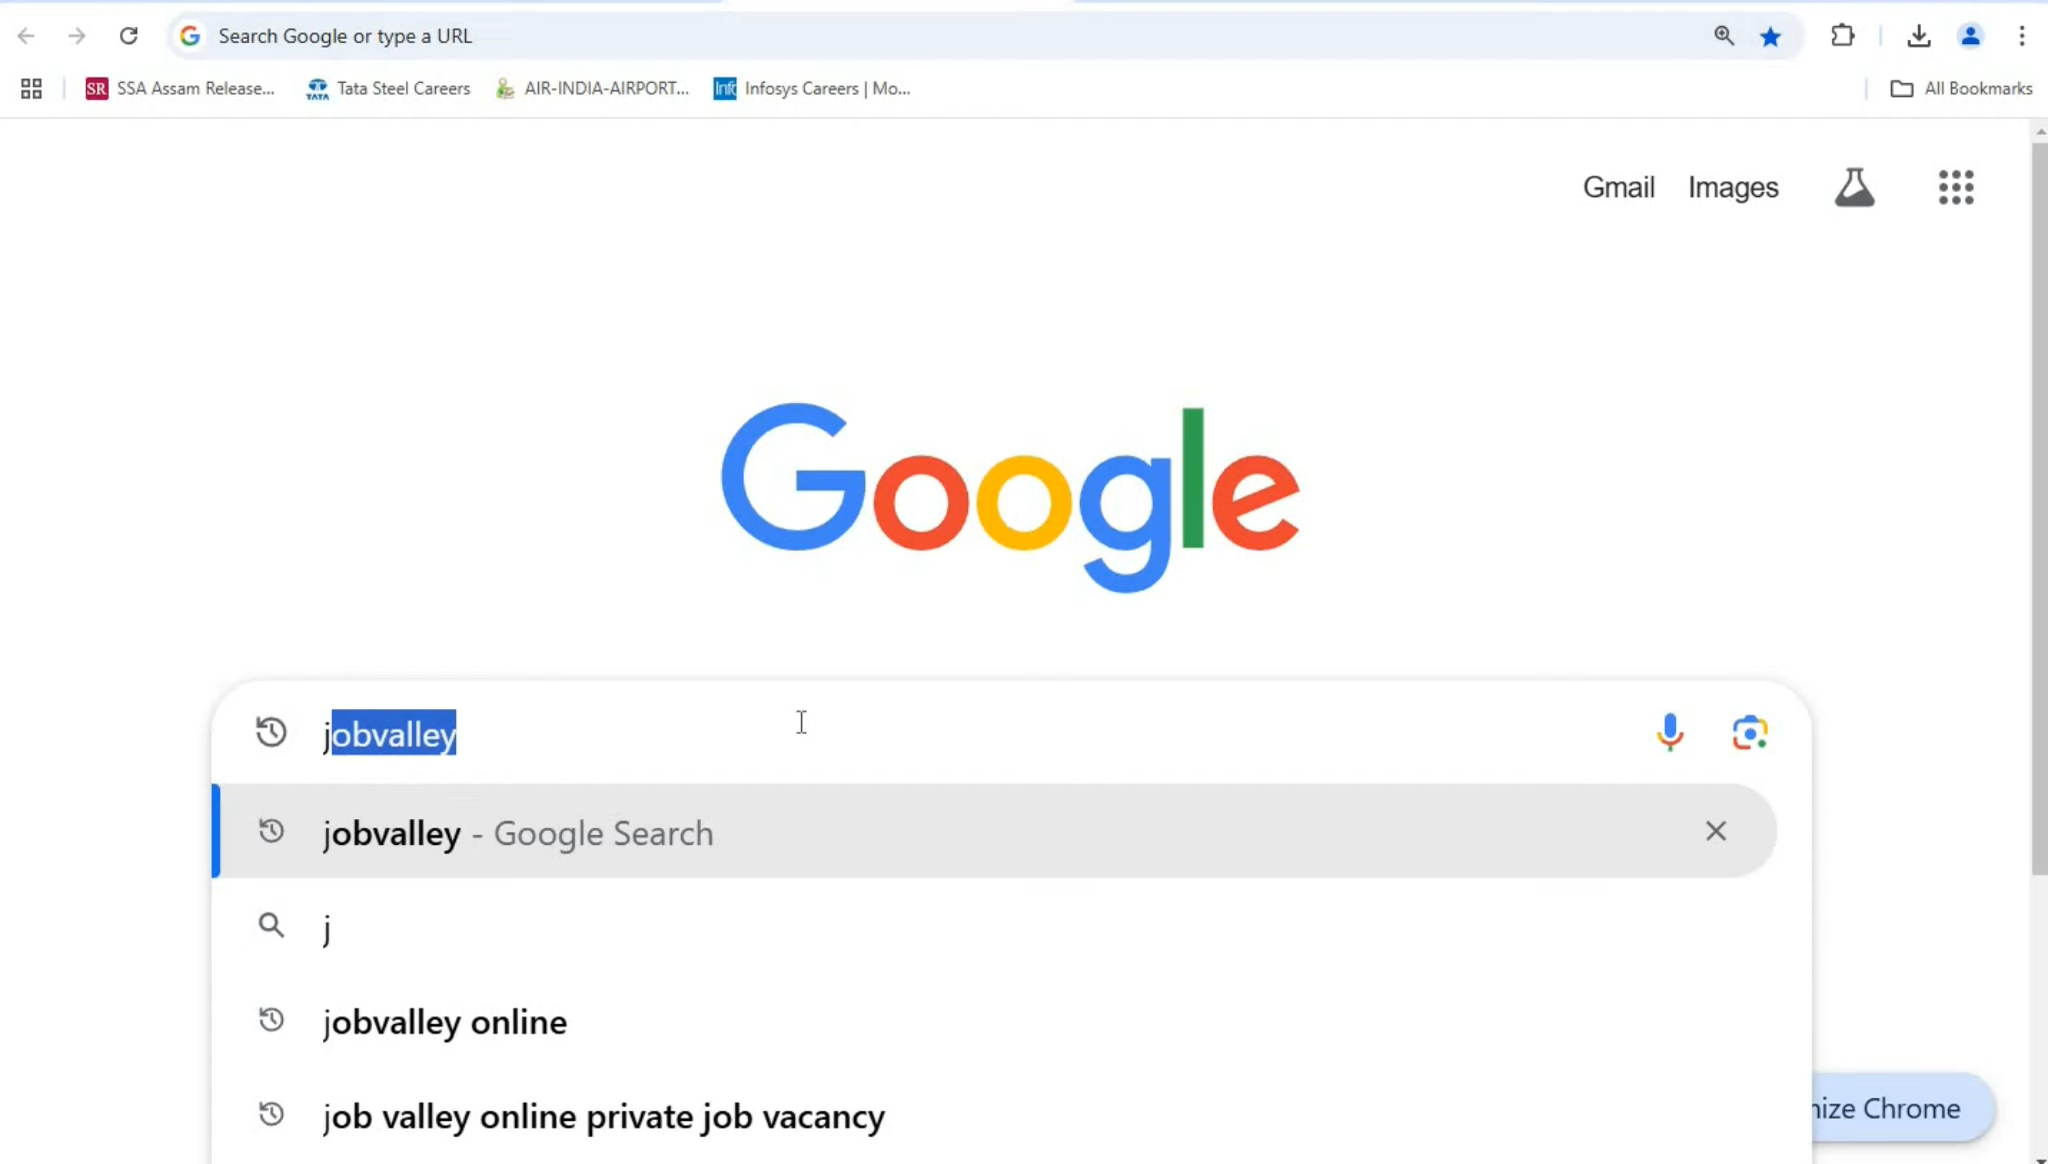 Search Google or type a URL
SSA Assam Release...
Tata Steel Careers
AIR-INDIA-AIRPORT...
Infosys Careers | Mo...
All Bookmarks
Gmail
Images
Google
jobvalley
jobvalley - Google Search
j
jobvalley online
job valley online private job vacancy
nize Chrome